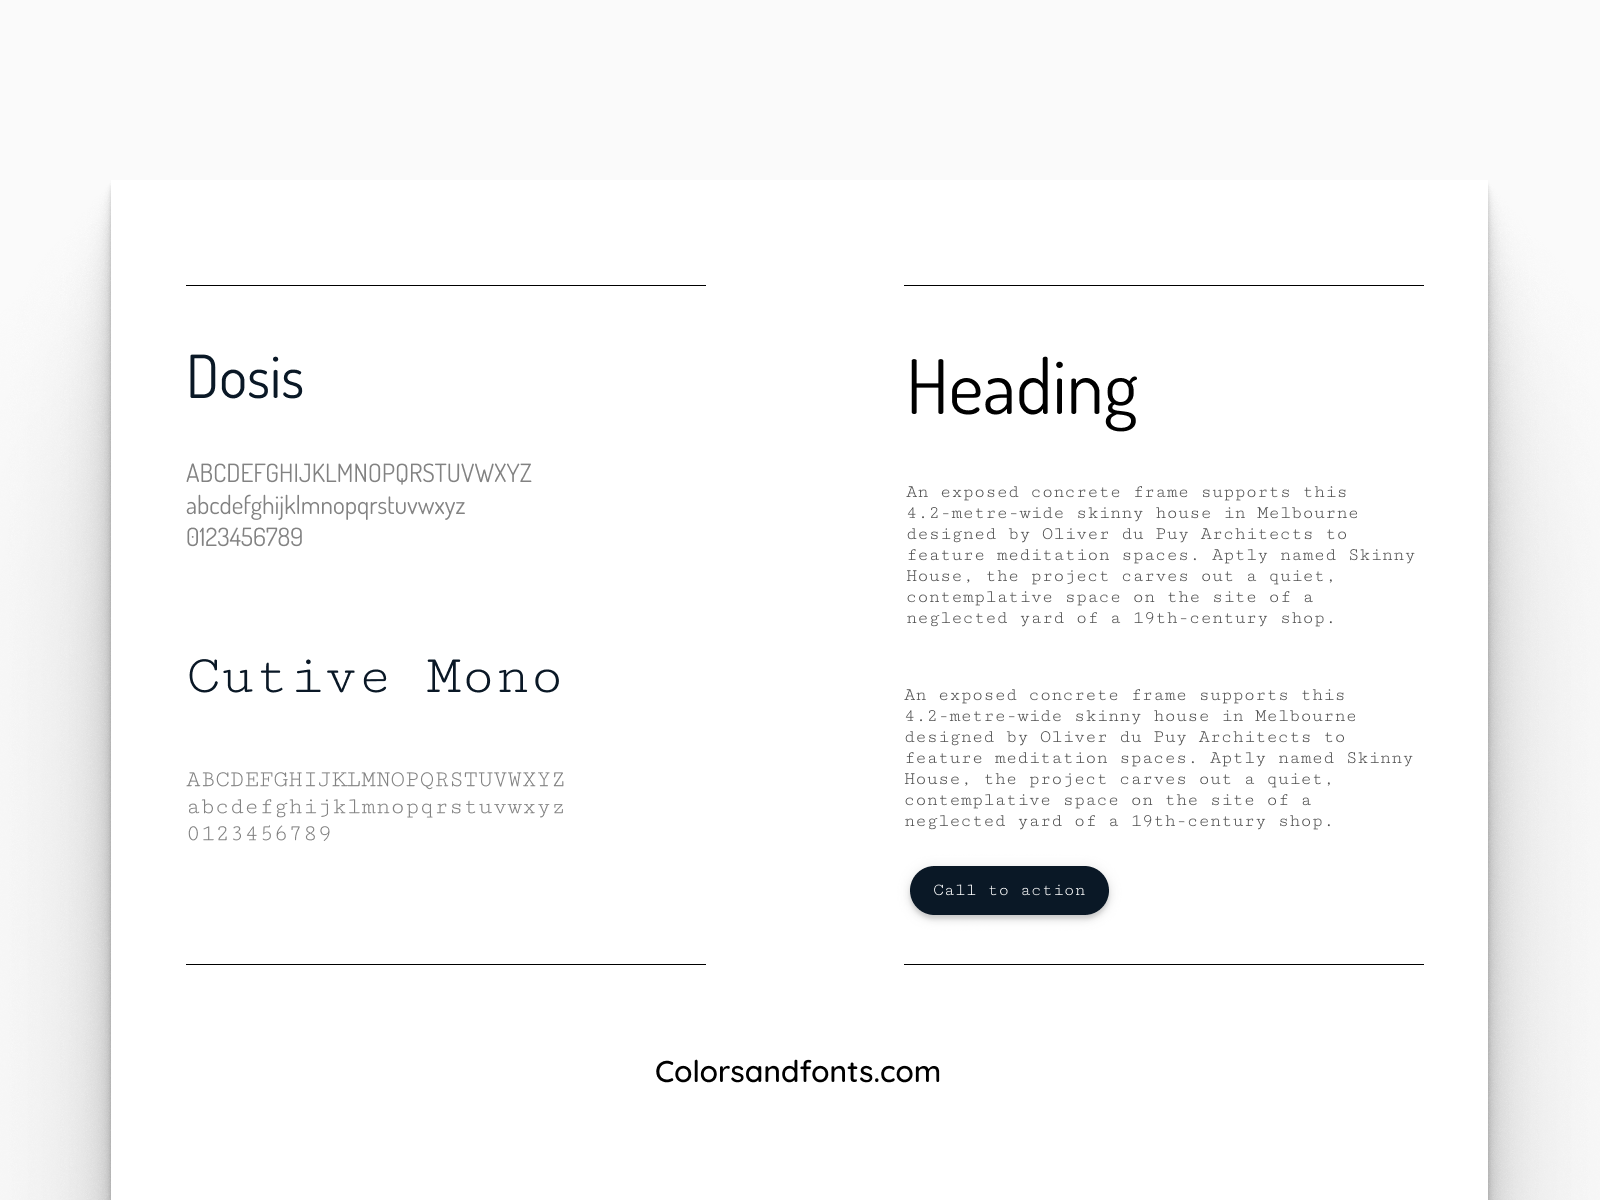 Dosis
ABCDEFGHIJKLMNOPQRSTUVWXYZ
abcdefghijklmnopqrstuvwxyz
0123456789
Cutive Mono
ABCDEFGHIJKLMNOPQRSTUVWXYZ
abcdefghijklmnopqrstuvwxyz
0123456789
Heading
An exposed concrete frame supports this
4.2-metre-wide skinny house in Melbourne
designed by Oliver du Puy Architects to
feature meditation spaces. Aptly named Skinny
House, the project carves out a quiet,
contemplative space on the site of a
neglected yard of a 19th-century shop.
An exposed concrete frame supports this
4.2-metre-wide skinny house in Melbourne
designed by Oliver du Puy Architects to
feature meditation spaces. Aptly named Skinny
House, the project carves out a quiet,
contemplative space on the site of a
neglected yard of a 19th-century shop.
Call to action
Colorsandfonts.com